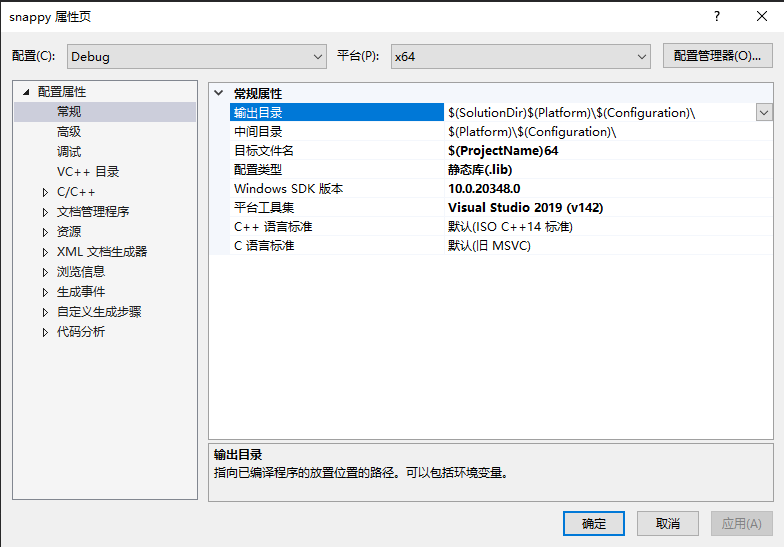 snappy 属性页
配置(C): Debug 平台(P): x64 配置管理器(O)...
配置属性
常规
高级
调试
VC++ 目录
C/C++
文档管理程序
资源
XML 文档生成器
浏览信息
生成事件
自定义生成步骤
代码分析
常规属性
输出目录 $(SolutionDir)$(Platform)\$(Configuration)\
中间目录 $(Platform)\$(Configuration)\
目标文件名 $(ProjectName)64
配置类型 静态库(.lib)
Windows SDK 版本 10.0.20348.0
平台工具集 Visual Studio 2019 (v142)
C++ 语言标准 默认(ISO C++14 标准)
C 语言标准 默认(旧 MSVC)
输出目录
指向已编译程序的放置位置的路径。可以包括环境变量。
确定 取消 应用(A)